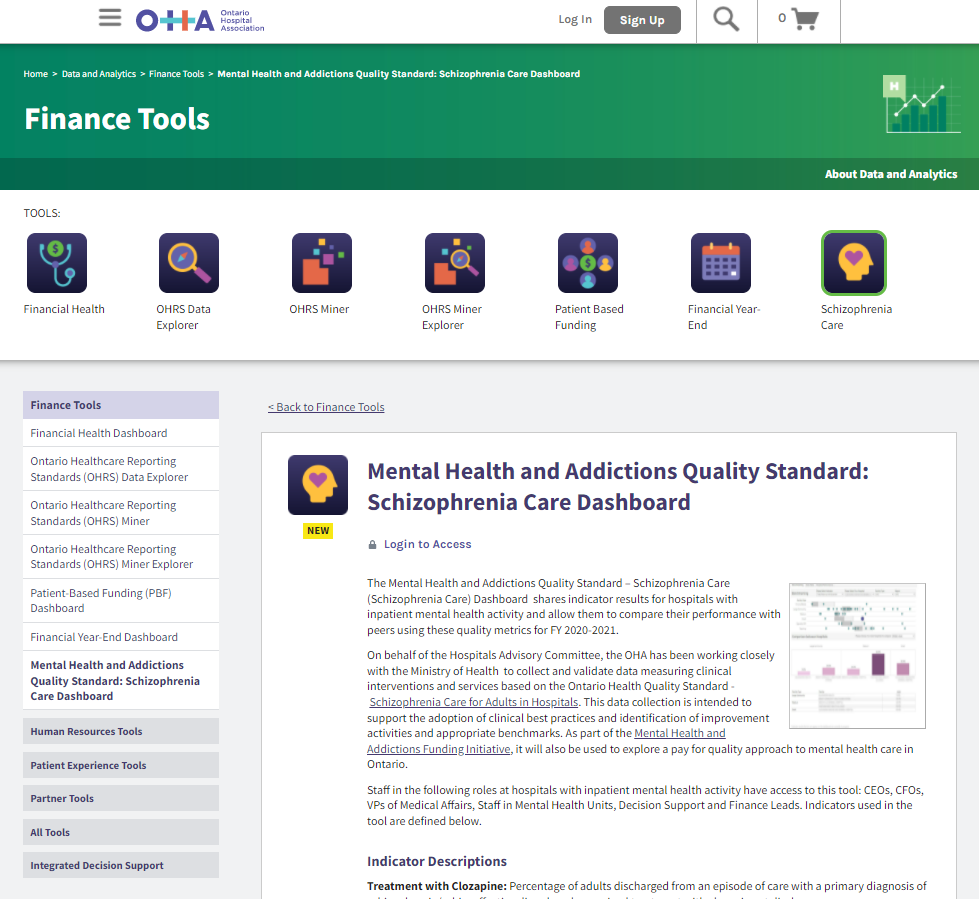 OHA Ontario
Hospital
Association
Log In
Sign Up
0
Home > Data and Analytics > Finance Tools > Mental Health and Addictions Quality Standard: Schizophrenia Care Dashboard
H
Finance Tools
About Data and Analytics
TOOLS:
$
$
Financial Health
OHRS Data
Explorer
OHRS Miner
OHRS Miner
Explorer
Patient Based
Funding
Financial Year-
End
Schizophrenia
Care
Finance Tools
Financial Health Dashboard
Ontario Healthcare Reporting
Standards (OHRS) Data Explorer
Ontario Healthcare Reporting
Standards (OHRS) Miner
Ontario Healthcare Reporting
Standards (OHRS) Miner Explorer
Patient-Based Funding (PBF)
Dashboard
Financial Year-End Dashboard
Mental Health and Addictions
Quality Standard: Schizophrenia
Care Dashboard
Human Resources Tools
Patient Experience Tools
Partner Tools
All Tools
Integrated Decision Support
< Back to Finance Tools
NEW
Mental Health and Addictions Quality Standard:
Schizophrenia Care Dashboard
Login to Access
The Mental Health and Addictions Quality Standard – Schizophrenia Care
(Schizophrenia Care) Dashboard shares indicator results for hospitals with
inpatient mental health activity and allow them to compare their performance with
peers using these quality metrics for FY 2020-2021.
On behalf of the Hospitals Advisory Committee, the OHA has been working closely
with the Ministry of Health to collect and validate data measuring clinical
interventions and services based on the Ontario Health Quality Standard -
Schizophrenia Care for Adults in Hospitals. This data collection is intended to
support the adoption of clinical best practices and identification of improvement
activities and appropriate benchmarks. As part of the Mental Health and
Addictions Funding Initiative, it will also be used to explore a pay for quality approach to mental health care in
Ontario.
Staff in the following roles at hospitals with inpatient mental health activity have access to this tool: CEOs, CFOs,
VPs of Medical Affairs, Staff in Mental Health Units, Decision Support and Finance Leads. Indicators used in the
tool are defined below.
Indicator Descriptions
Treatment with Clozapine: Percentage of adults discharged from an episode of care with a primary diagnosis of